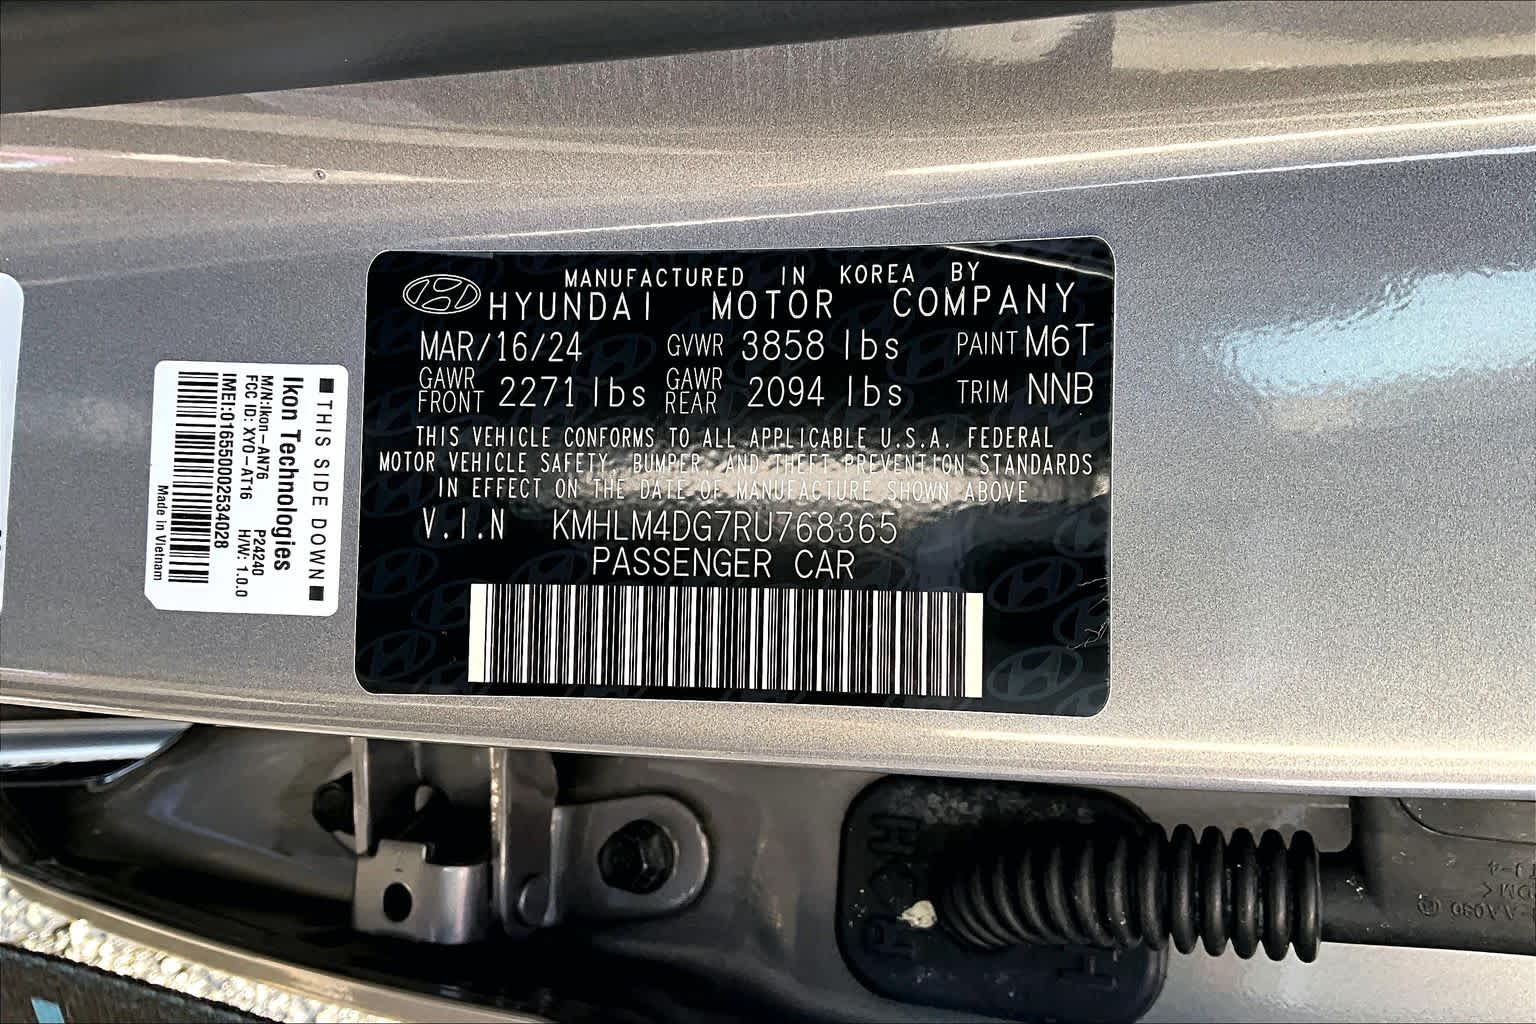 MANUFACTURED IN KOREA BY
HYUNDAI MOTOR COMPANY
MAR/16/24 GVWR 3858 lbs PAINT M6T
GAWR FRONT 2271 lbs GAWR REAR 2094 lbs TRIM NNB
THIS VEHICLE CONFORMS TO ALL APPLICABLE U.S.A. FEDERAL
MOTOR VEHICLE SAFETY, BUMPER, AND THEFT PREVENTION STANDARDS
IN EFFECT ON THE DATE OF MANUFACTURE SHOWN ABOVE
V.I.N KMHLM4DG7RU768365
PASSENGER CAR
THIS SIDE DOWN
Ikon Technologies
M/N:Ikon-AN76 P24240
FCC ID: XYO-AT16 H/W: 1.0.0
IMEI:016500002534028
Made in Vietnam